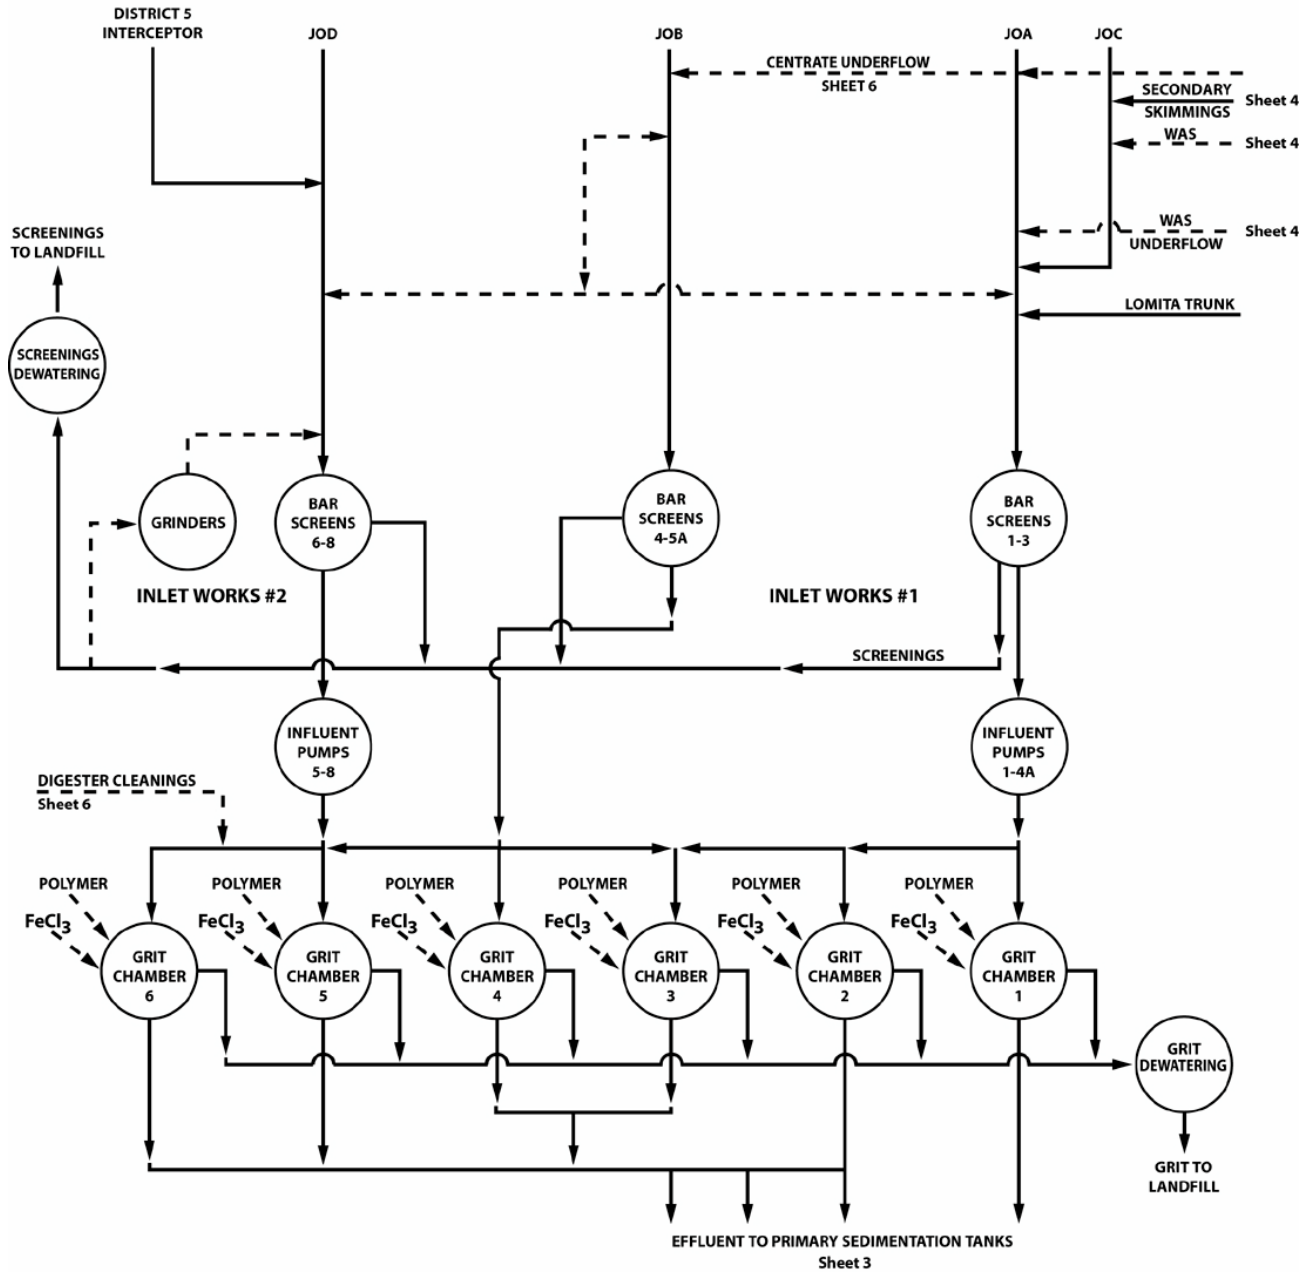 DISTRICT 5
INTERCEPTOR
JOD
JOB
JOA
JOC
CENTRATE UNDERFLOW
SHEET 6
SECONDARY
SKIMMINGS
Sheet 4
WAS
Sheet 4
WAS
UNDERFLOW
Sheet 4
LOMITA TRUNK
SCREENINGS
TO LANDFILL
SCREENINGS
DEWATERING
GRINDERS
BAR
SCREENS
6-8
BAR
SCREENS
4-5A
BAR
SCREENS
1-3
INLET WORKS #2
INLET WORKS #1
SCREENINGS
INFLUENT
PUMPS
5-8
INFLUENT
PUMPS
1-4A
DIGESTER CLEANINGS
Sheet 6
POLYMER
FeCl3
POLYMER
FeCl3
POLYMER
FeCl3
POLYMER
FeCl3
POLYMER
FeCl3
POLYMER
FeCl3
GRIT
CHAMBER
6
GRIT
CHAMBER
5
GRIT
CHAMBER
4
GRIT
CHAMBER
3
GRIT
CHAMBER
2
GRIT
CHAMBER
1
GRIT
DEWATERING
GRIT TO
LANDFILL
EFFLUENT TO PRIMARY SEDIMENTATION TANKS
Sheet 3